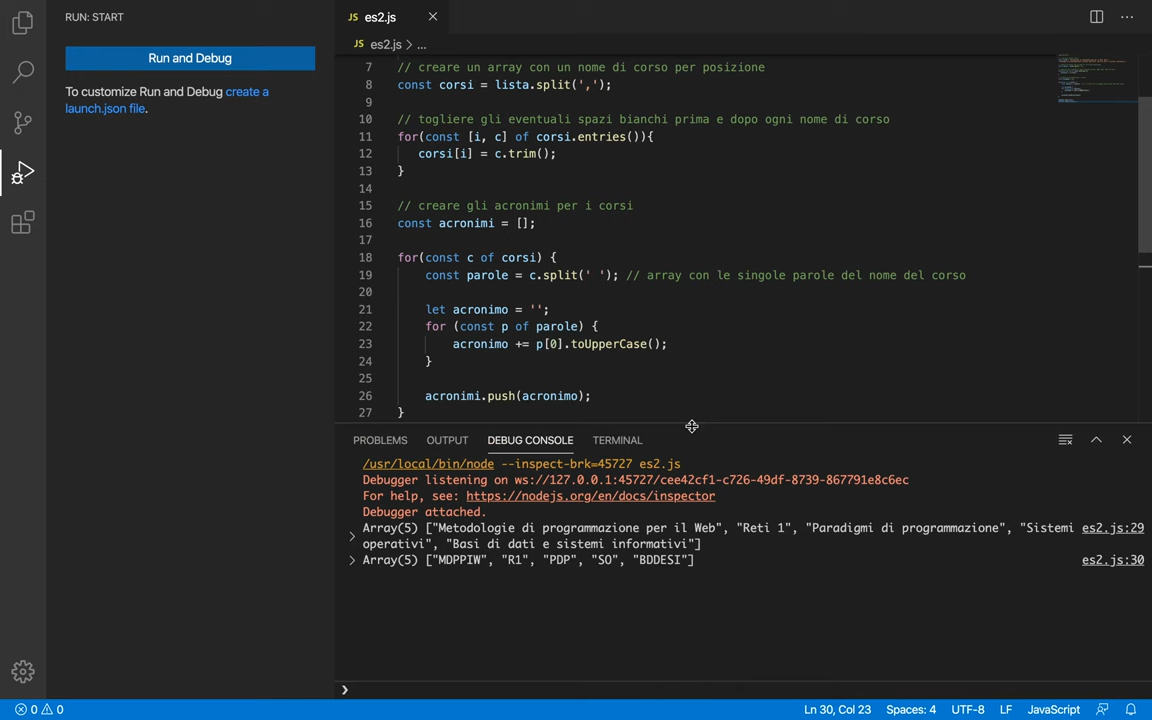 RUN: START
JS es2.js
JS es2.js > ...
Run and Debug
To customize Run and Debug create a
launch.json file.
7 // creare un array con un nome di corso per posizione
8 const corsi = lista.split(',');
9
10 // togliere gli eventuali spazi bianchi prima e dopo ogni nome di corso
11 for(const [i, c] of corsi.entries()){
12 corsi[i] = c.trim();
13 }
14
15 // creare gli acronimi per i corsi
16 const acronimi = [];
17
18 for(const c of corsi) {
19 const parole = c.split(' '); // array con le singole parole del nome del corso
20
21 let acronimo = '';
22 for (const p of parole) {
23 acronimo += p[0].toUpperCase();
24 }
25
26 acronimi.push(acronimo);
27 }
PROBLEMS OUTPUT DEBUG CONSOLE TERMINAL
/usr/local/bin/node --inspect-brk=45727 es2.js
Debugger listening on ws://127.0.0.1:45727/cee42cf1-c726-49df-8739-867791e8c6ec
For help, see: https://nodejs.org/en/docs/inspector
Debugger attached.
Array(5) ["Metodologie di programmazione per il Web", "Reti 1", "Paradigmi di programmazione", "Sistemi es2.js:29
> operativi", "Basi di dati e sistemi informativi"]
> Array(5) ["MDPPIW", "R1", "PDP", "SO", "BDDESI"] es2.js:30
0 0 Ln 30, Col 23 Spaces: 4 UTF-8 LF JavaScript